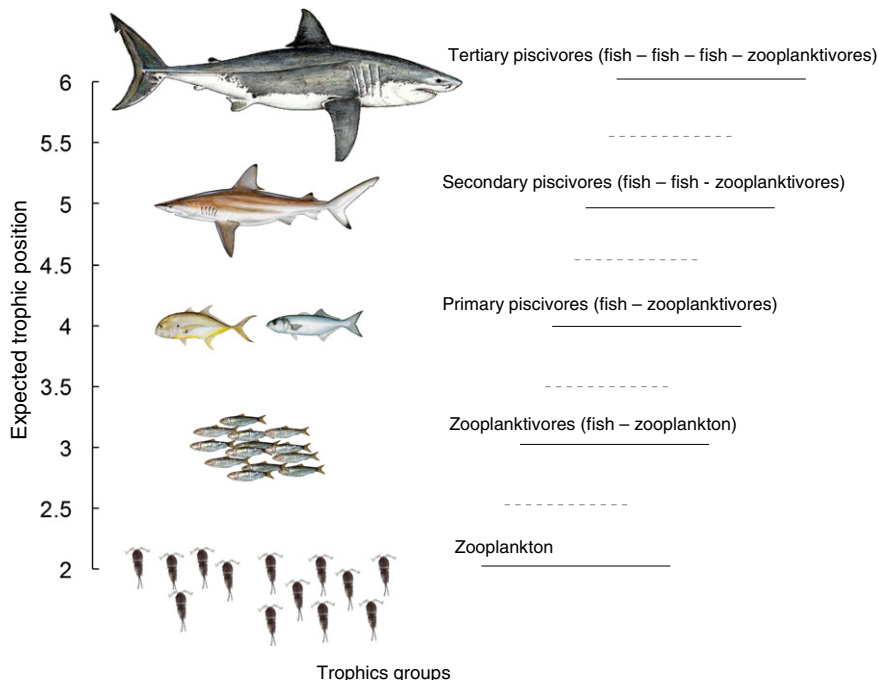 Tertiary piscivores (fish – fish – fish – zooplanktivores)
6
5.5
Secondary piscivores (fish – fish - zooplanktivores)
5
4.5
Primary piscivores (fish – zooplanktivores)
4
3.5
Zooplanktivores (fish – zooplankton)
3
2.5
Zooplankton
2
Expected trophic position
Trophics groups